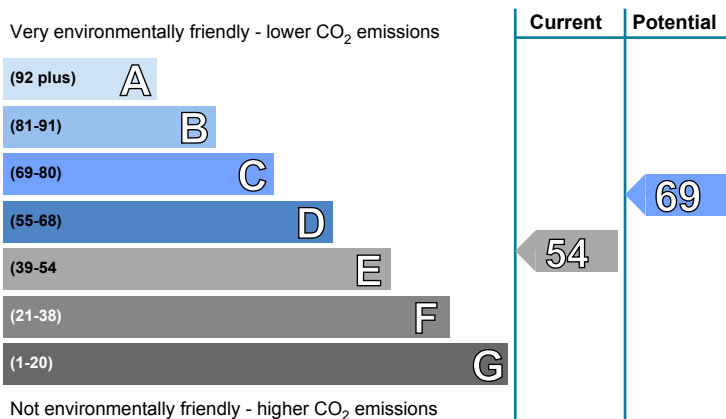 Current Potential
Very environmentally friendly - lower CO2 emissions
(92 plus) A
(81-91) B
(69-80) C
69
(55-68) D
54
(39-54 E
(21-38) F
(1-20) G
Not environmentally friendly - higher CO2 emissions